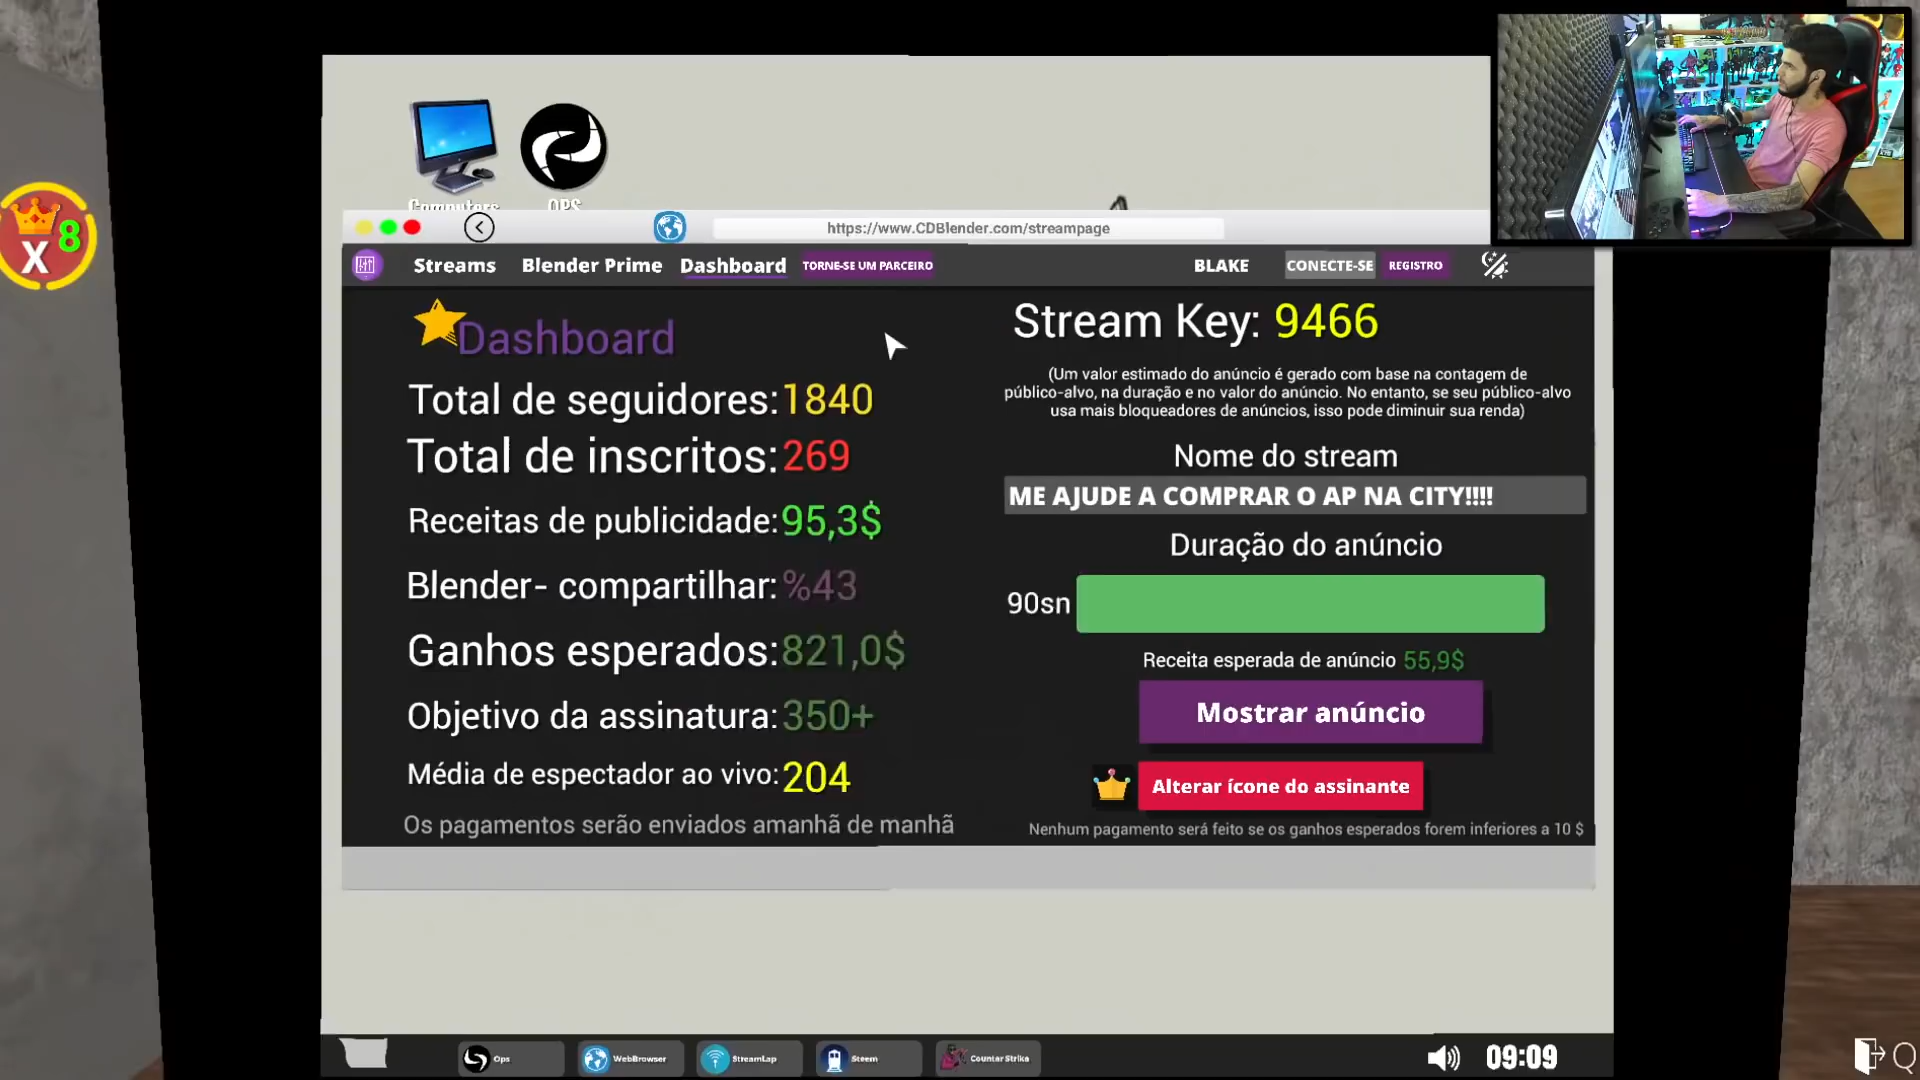 X 8
Computers
OPS
https://www.CDBlender.com/streampage
Streams
Blender Prime
Dashboard
TORNE-SE UM PARCEIRO
BLAKE
CONECTE-SE
REGISTRO
Dashboard
Total de seguidores:1840
Total de inscritos:269
Receitas de publicidade:95,3$
Blender- compartilhar:%43
Ganhos esperados:821,0$
Objetivo da assinatura:350+
Média de espectador ao vivo:204
Os pagamentos serão enviados amanhã de manhã
Stream Key: 9466
(Um valor estimado do anúncio é gerado com base na contagem de
público-alvo, na duração e no valor do anúncio. No entanto, se seu público-alvo
usa mais bloqueadores de anúncios, isso pode diminuir sua renda)
Nome do stream
ME AJUDE A COMPRAR O AP NA CITY!!!!
Duração do anúncio
90sn
Receita esperada de anúncio 55,9$
Mostrar anúncio
Alterar ícone do assinante
Nenhum pagamento será feito se os ganhos esperados forem inferiores a 10 $
Ops
WebBrowser
StreamLap
Steem
Countar Strika
09:09
Q